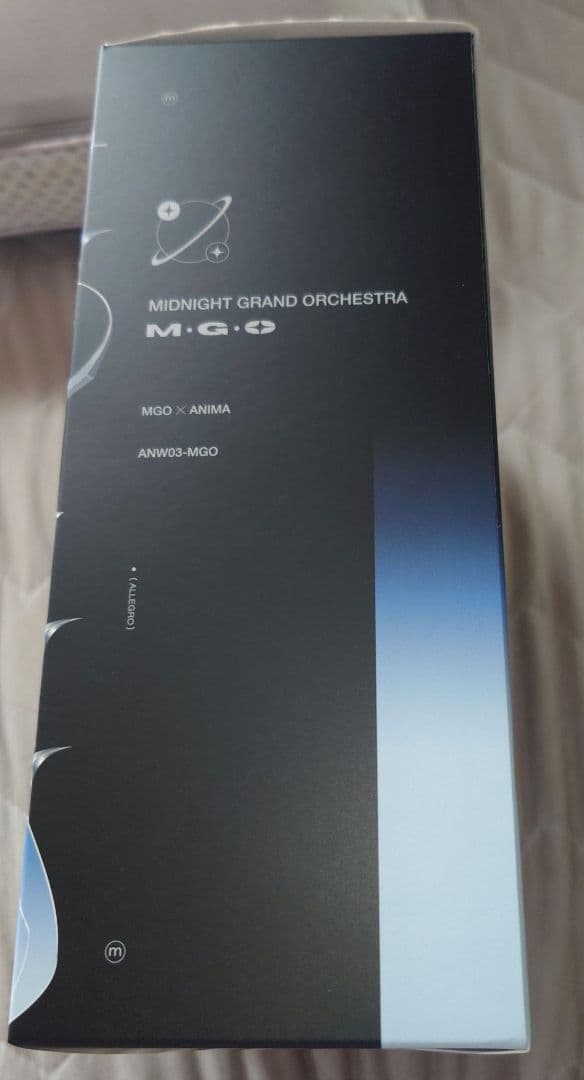 m
MIDNIGHT GRAND ORCHESTRA
M·G·O
MGO × ANIMA
ANW03-MGO
• ( ALLEGRO )
m